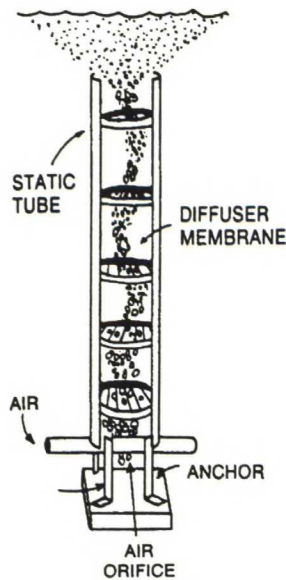 STATIC
TUBE
DIFFUSER
MEMBRANE
AIR
ANCHOR
AIR
ORIFICE